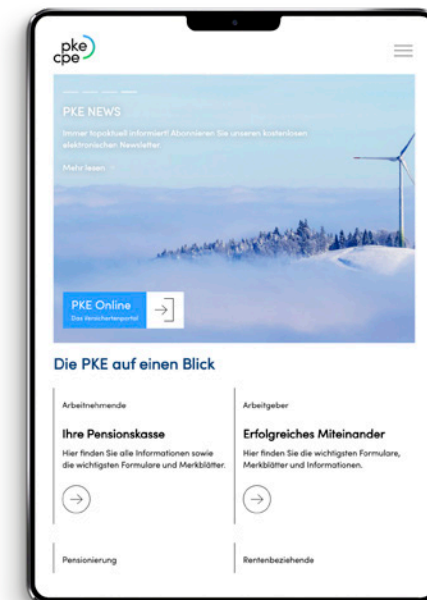 pke
cpe
PKE NEWS
Immer topaktuell informiert! Abonnieren Sie unseren kostenlosen
elektronischen Newsletter
Mehr lesen
PKE Online
Das Versichertenportal
Die PKE auf einen Blick
Arbeitnehmende
Ihre Pensionskasse
Hier finden Sie alle Informationen sowie
die wichtigsten Formulare und Merkblätter.
Arbeitgeber
Erfolgreiches Miteinander
Hier finden Sie die wichtigsten Formulare,
Merkblätter und Informationen.
Pensionierung
Rentenbeziehende